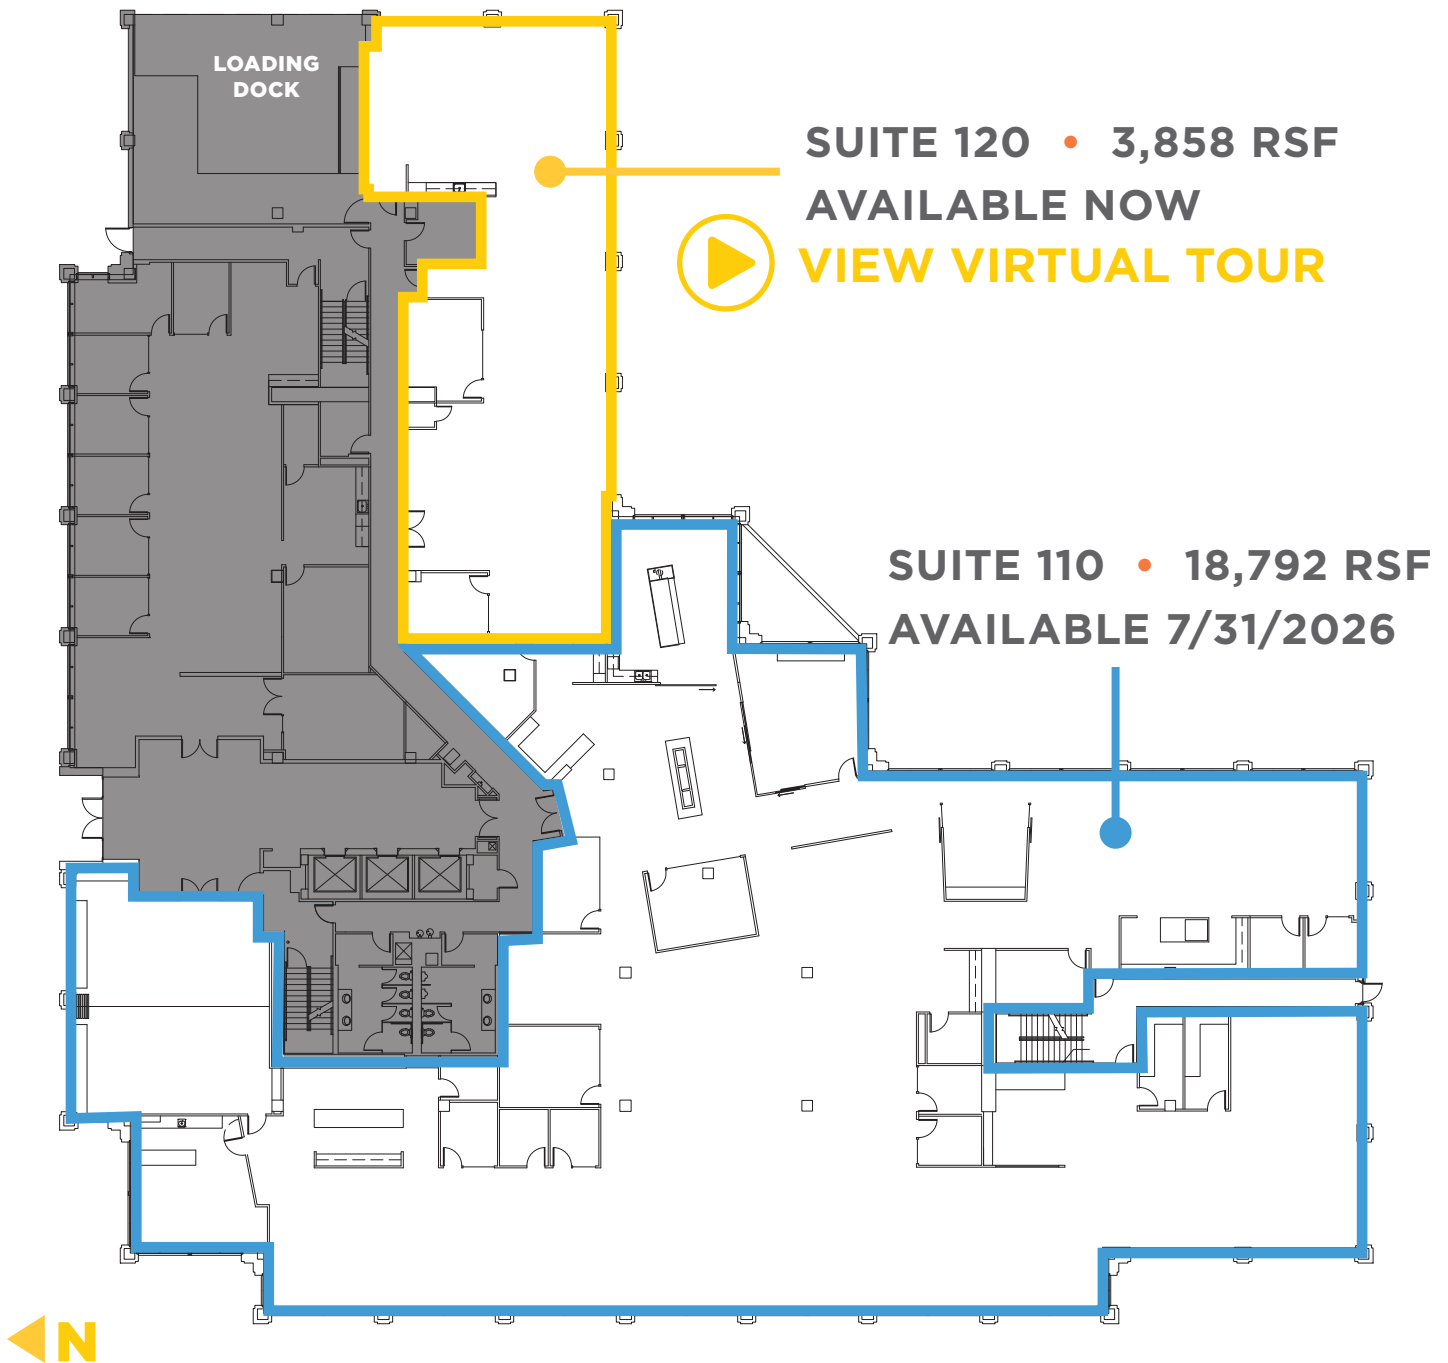 LOADING
DOCK
SUITE 120 • 3,858 RSF
AVAILABLE NOW
VIEW VIRTUAL TOUR
SUITE 110 • 18,792 RSF
AVAILABLE 7/31/2026
N